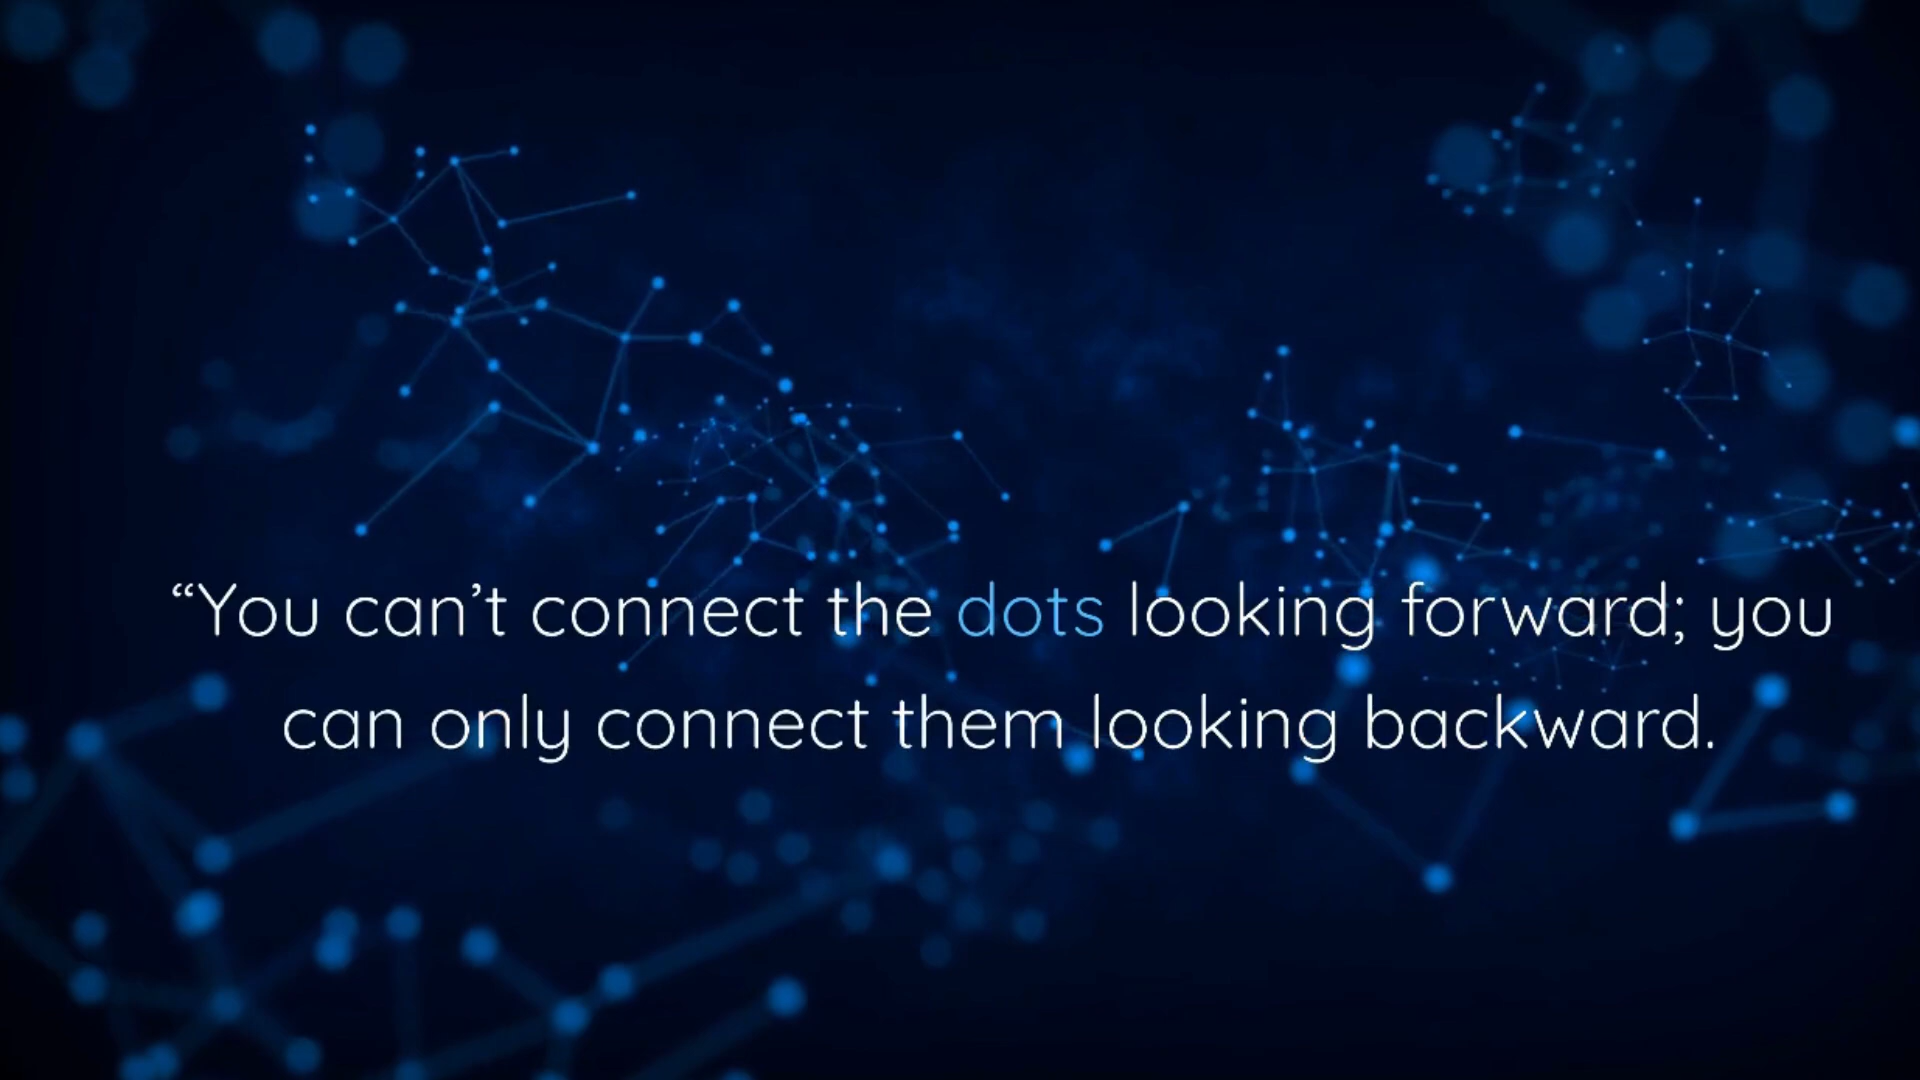 “You can’t connect the dots looking forward; you
can only connect them looking backward.